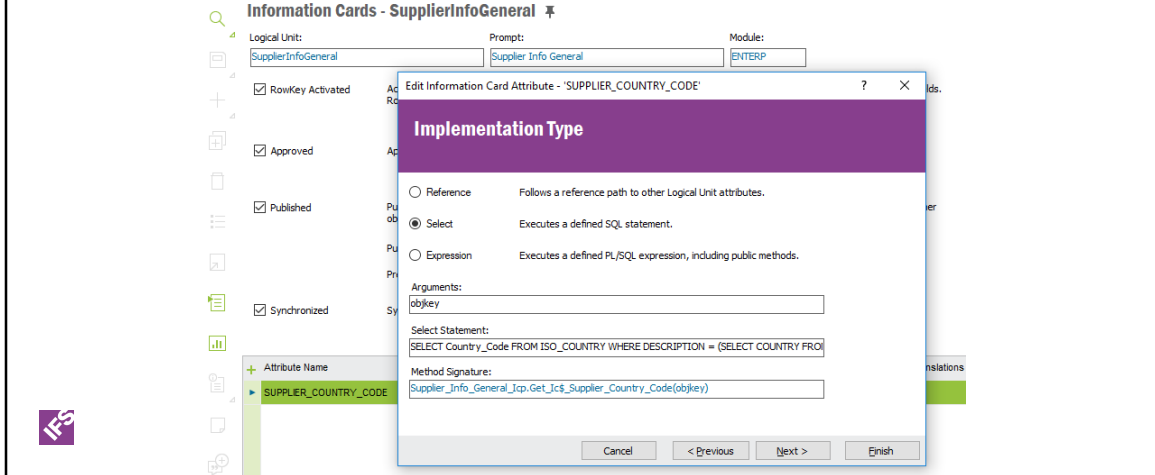 Information Cards - SupplierInfoGeneral
Logical Unit:
Prompt:
Module:
SupplierInfoGeneral
Supplier Info General
ENTERP
Edit Information Card Attribute - 'SUPPLIER_COUNTRY_CODE'
?
RowKey Activated
Implementation Type
Approved
Reference
Follows a reference path to other Logical Unit attributes.
Published
Select
Executes a defined SQL statement.
Expression
Executes a defined PL/SQL expression, including public methods.
Arguments:
objkey
Synchronized
Select Statement:
SELECT Country_Code FROM ISO_COUNTRY WHERE DESCRIPTION = (SELECT COUNTRY
Attribute Name
Method Signature:
Supplier_Info_General_Icp.Get_Ic$_Supplier_Country_Code(objkey)
SUPPLIER_COUNTRY_CODE
IFS
Cancel
< Previous
Next >
Finish